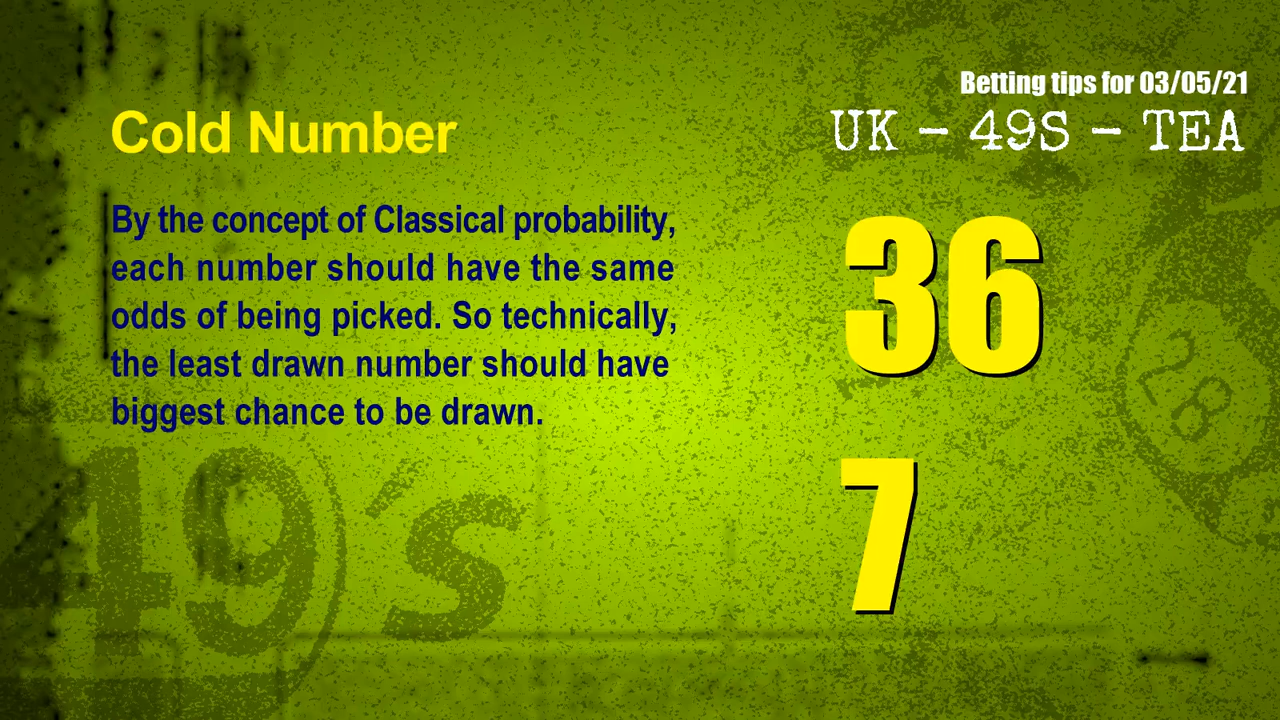 Betting tips for 03/05/21
UK - 49S - TEA
Cold Number
By the concept of Classical probability,
each number should have the same
odds of being picked. So technically,
the least drawn number should have
biggest chance to be drawn.
36
7
49's
28